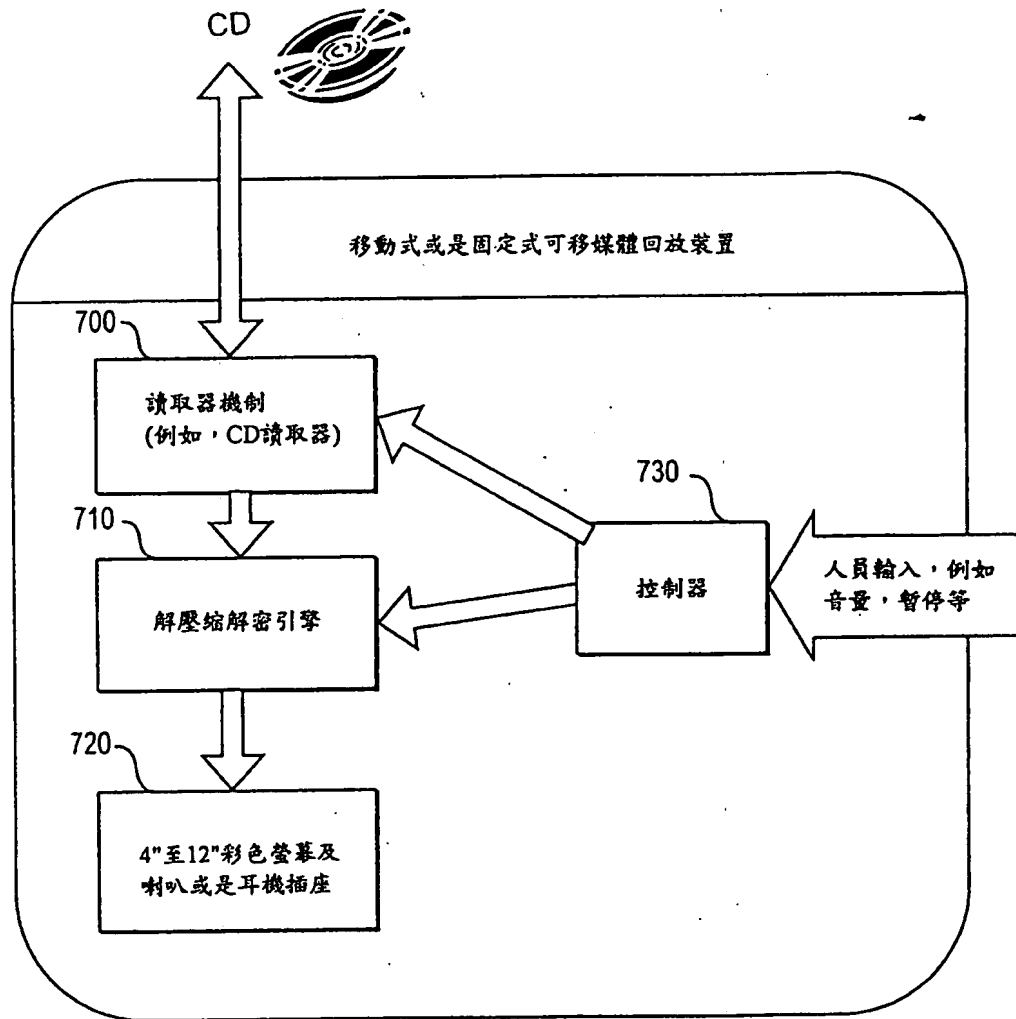 CD
移動式或是固定式可移媒體回放裝置
700
讀取器機制
(例如，CD讀取器)
730
710
控制器
人員輸入，例如
音量，暫停等
解壓縮解密引擎
720
4"至12"彩色螢幕及
喇叭或是耳機插座